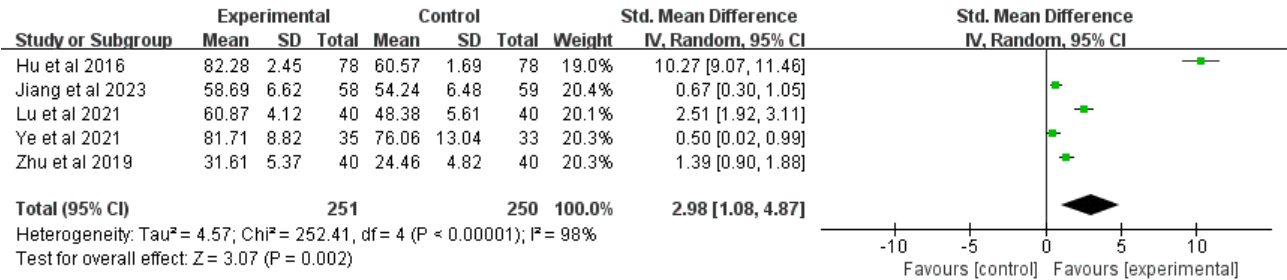 Experimental Control Std. Mean Difference Std. Mean Difference
Study or Subgroup Mean SD Total Mean SD Total Weight IV, Random, 95% CI IV, Random, 95% CI
Hu et al 2016 82.28 2.45 78 60.57 1.69 78 19.0% 10.27 [9.07, 11.46]
Jiang et al 2023 58.69 6.62 58 54.24 6.48 59 20.4% 0.67 [0.30, 1.05]
Lu et al 2021 60.87 4.12 40 48.38 5.61 40 20.1% 2.51 [1.92, 3.11]
Ye et al 2021 81.71 8.82 35 76.06 13.04 33 20.3% 0.50 [0.02, 0.99]
Zhu et al 2019 31.61 5.37 40 24.46 4.82 40 20.3% 1.39 [0.90, 1.88]
Total (95% CI) 251 250 100.0% 2.98 [1.08, 4.87]
Heterogeneity: Tau² = 4.57; Chi² = 252.41, df = 4 (P < 0.00001); I² = 98%
Test for overall effect: Z = 3.07 (P = 0.002)
-10 -5 0 5 10
Favours [control] Favours [experimental]